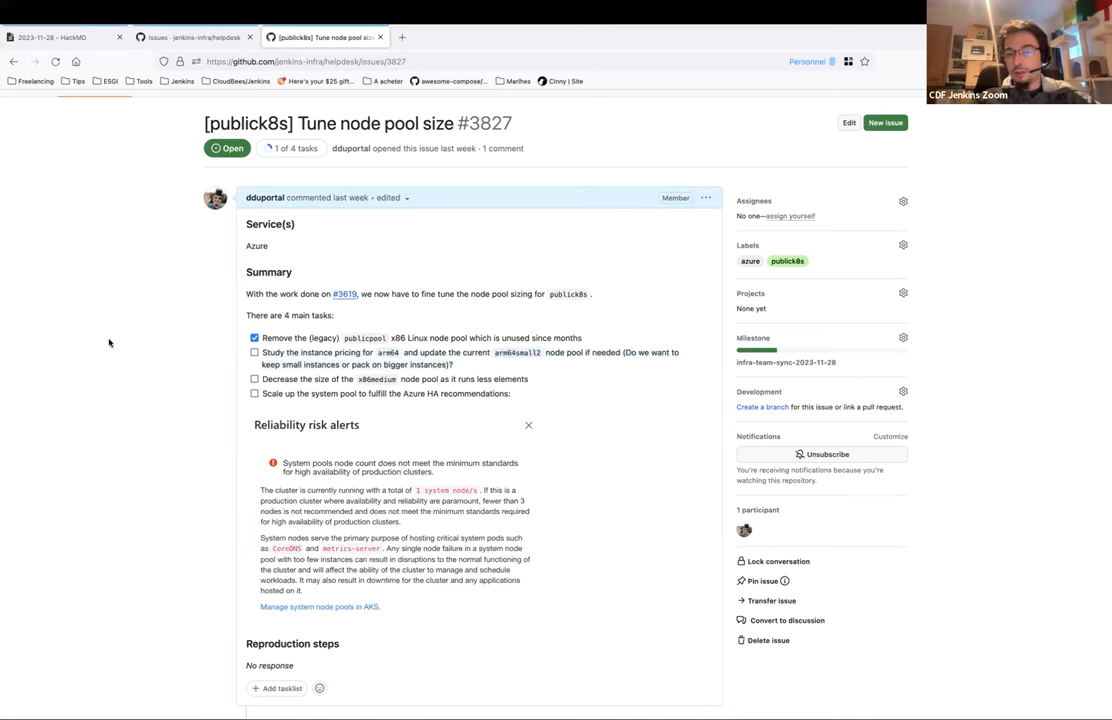 2023-11-28 - HackMD
Issues · jenkins-infra/helpdesk
[publick8s] Tune node pool size
https://github.com/jenkins-infra/helpdesk/issues/3827
Personnel
Freelancing
Tips
ESGI
Tools
Jenkins
CloudBees/Jenkins
Here's your $25 gift...
A acheter
awesome-compose/...
Marlhes
Cinny | Site
CDF Jenkins Zoom
[publick8s] Tune node pool size #3827
Edit
New issue
Open
1 of 4 tasks
dduportal opened this issue last week · 1 comment
dduportal commented last week • edited
Member
Service(s)
Azure
Summary
With the work done on #3619, we now have to fine tune the node pool sizing for publick8s.
There are 4 main tasks:
Remove the (legacy) publicpool x86 Linux node pool which is unused since months
Study the instance pricing for arm64 and update the current arm64small2 node pool if needed (Do we want to
keep small instances or pack on bigger instances)?
Decrease the size of the x86medium node pool as it runs less elements
Scale up the system pool to fulfill the Azure HA recommendations:
Reliability risk alerts
System pools node count does not meet the minimum standards
for high availability of production clusters.
The cluster is currently running with a total of 1 system node/s. If this is a
production cluster where availability and reliability are paramount, fewer than 3
nodes is not recommended and does not meet the minimum standards required
for high availability of production clusters.
System nodes serve the primary purpose of hosting critical system pods such
as CoreDNS and metrics-server. Any single node failure in a system node
pool with too few instances can result in disruptions to the normal functioning of
the cluster and will affect the ability of the cluster to manage and schedule
workloads. It may also result in downtime for the cluster and any applications
hosted on it.
Manage system node pools in AKS.
Reproduction steps
No response
Add tasklist
Assignees
No one—assign yourself
Labels
azure
publick8s
Projects
None yet
Milestone
infra-team-sync-2023-11-28
Development
Create a branch for this issue or link a pull request.
Notifications
Customize
Unsubscribe
You're receiving notifications because you're
watching this repository.
1 participant
Lock conversation
Pin issue
Transfer issue
Convert to discussion
Delete issue